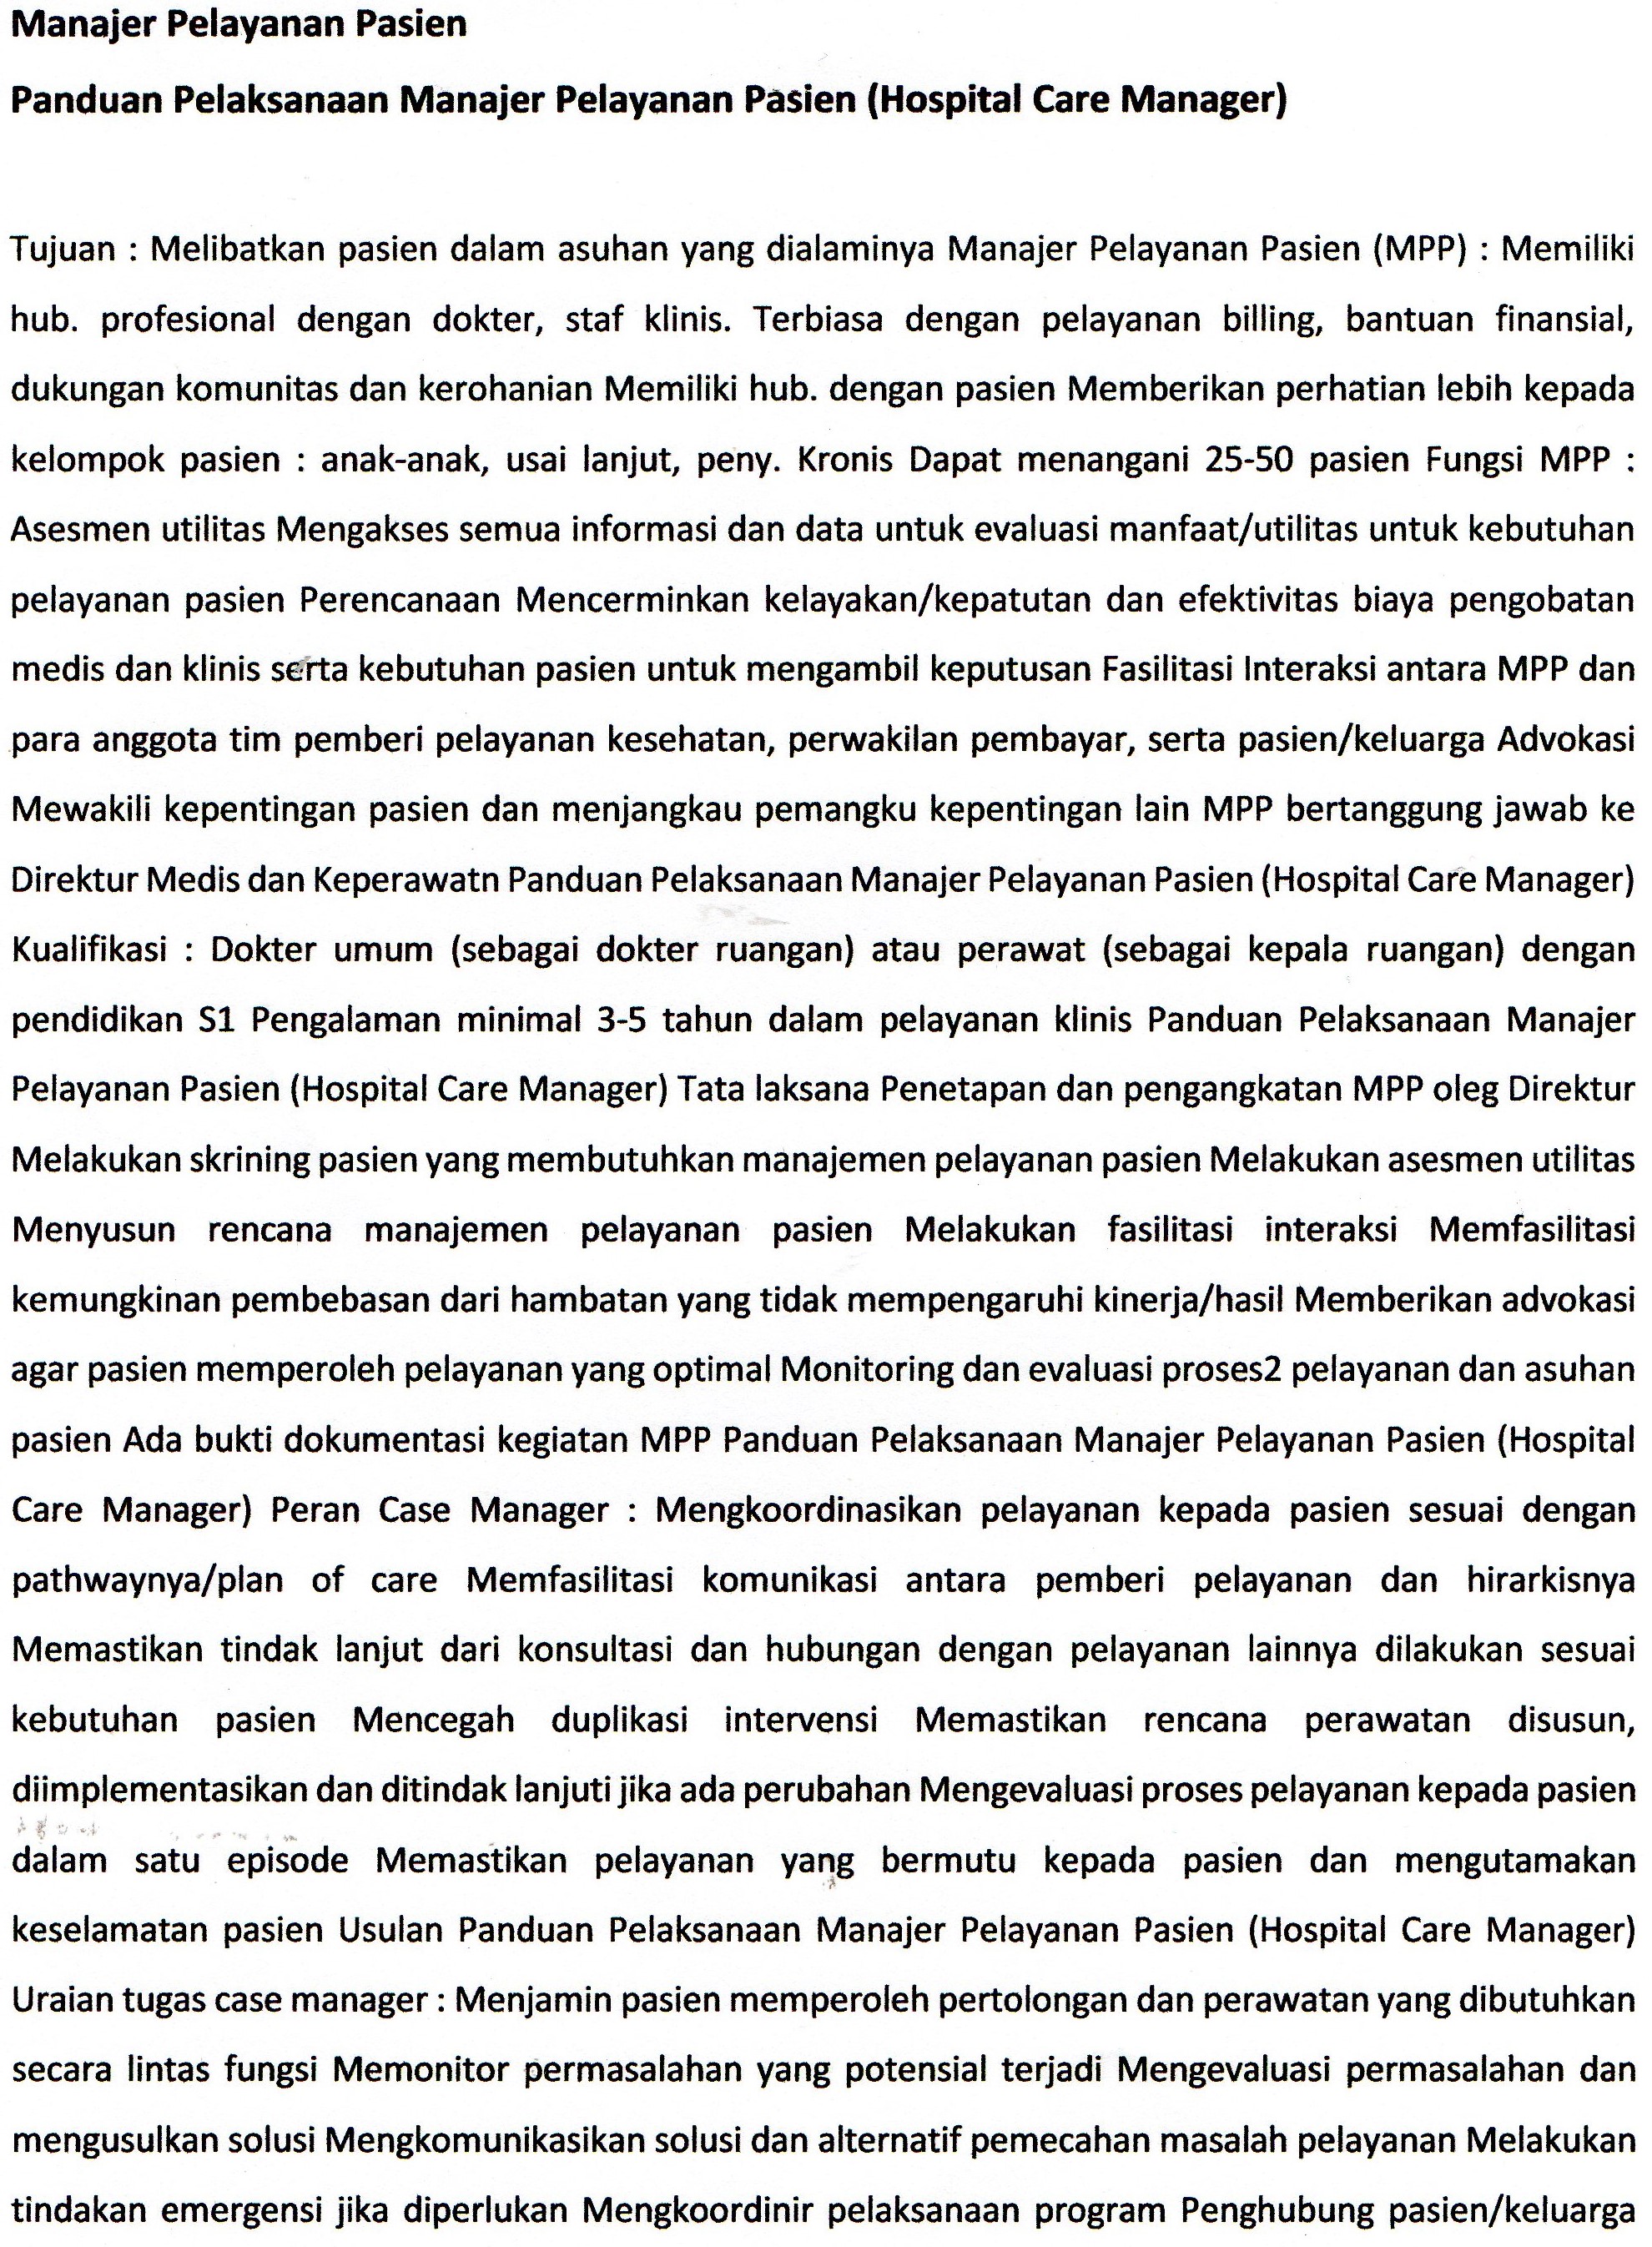 Manajer Pelayanan Pasien
Panduan Pelaksanaan Manajer Pelayanan Pasien (Hospital Care Manager)
Tujuan : Melibatkan pasien dalam asuhan yang dialaminya Manajer Pelayanan Pasien (MPP) : Memiliki
hub. profesional dengan dokter, staf klinis. Terbiasa dengan pelayanan billing, bantuan finansial,
dukungan komunitas dan kerohanian Memiliki hub. dengan pasien Memberikan perhatian lebih kepada
kelompok pasien : anak-anak, usai lanjut, peny. Kronis Dapat menangani 25-50 pasien Fungsi MPP :
Asesmen utilitas Mengakses semua informasi dan data untuk evaluasi manfaat/utilitas untuk kebutuhan
pelayanan pasien Perencanaan Mencerminkan kelayakan/kepatutan dan efektivitas biaya pengobatan
medis dan klinis serta kebutuhan pasien untuk mengambil keputusan Fasilitasi Interaksi antara MPP dan
para anggota tim pemberi pelayanan kesehatan, perwakilan pembayar, serta pasien/keluarga Advokasi
Mewakili kepentingan pasien dan menjangkau pemangku kepentingan lain MPP bertanggung jawab ke
Direktur Medis dan Keperawatn Panduan Pelaksanaan Manajer Pelayanan Pasien (Hospital Care Manager)
Kualifikasi : Dokter umum (sebagai dokter ruangan) atau perawat (sebagai kepala ruangan) dengan
pendidikan S1 Pengalaman minimal 3-5 tahun dalam pelayanan klinis Panduan Pelaksanaan Manajer
Pelayanan Pasien (Hospital Care Manager) Tata laksana Penetapan dan pengangkatan MPP oleg Direktur
Melakukan skrining pasien yang membutuhkan manajemen pelayanan pasien Melakukan asesmen utilitas
Menyusun rencana manajemen pelayanan pasien Melakukan fasilitasi interaksi Memfasilitasi
kemungkinan pembebasan dari hambatan yang tidak mempengaruhi kinerja/hasil Memberikan advokasi
agar pasien memperoleh pelayanan yang optimal Monitoring dan evaluasi proses2 pelayanan dan asuhan
pasien Ada bukti dokumentasi kegiatan MPP Panduan Pelaksanaan Manajer Pelayanan Pasien (Hospital
Care Manager) Peran Case Manager : Mengkoordinasikan pelayanan kepada pasien sesuai dengan
pathwaynya/plan of care Memfasilitasi komunikasi antara pemberi pelayanan dan hirarkisnya
Memastikan tindak lanjut dari konsultasi dan hubungan dengan pelayanan lainnya dilakukan sesuai
kebutuhan pasien Mencegah duplikasi intervensi Memastikan rencana perawatan disusun,
diimplementasikan dan ditindak lanjuti jika ada perubahan Mengevaluasi proses pelayanan kepada pasien
dalam satu episode Memastikan pelayanan yang bermutu kepada pasien dan mengutamakan
keselamatan pasien Usulan Panduan Pelaksanaan Manajer Pelayanan Pasien (Hospital Care Manager)
Uraian tugas case manager : Menjamin pasien memperoleh pertolongan dan perawatan yang dibutuhkan
secara lintas fungsi Memonitor permasalahan yang potensial terjadi Mengevaluasi permasalahan dan
mengusulkan solusi Mengkomunikasikan solusi dan alternatif pemecahan masalah pelayanan Melakukan
tindakan emergensi jika diperlukan Mengkoordinir pelaksanaan program Penghubung pasien/keluarga